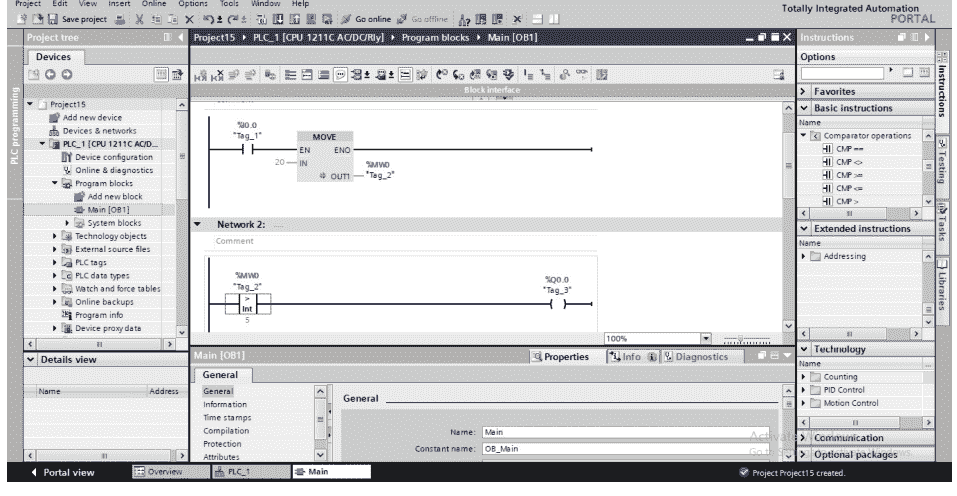 Project Edit View Insert Online Options Tools Window Help
Totally Integrated Automation
PORTAL
Save project
Go online
Go offline
Project tree
Project15 PLC_1 [CPU 1211C AC/DC/Rly] Program blocks Main [OB1]
Instructions
Devices
Options
PLC programming
Block interface
Project15
Add new device
Devices & networks
PLC_1 [CPU 1211C AC/D...
Device configuration
Online & diagnostics
Program blocks
Add new block
Main [OB1]
System blocks
Technology objects
External source files
PLC tags
PLC data types
Watch and force tables
Online backups
Program info
Device proxy data
%I0.0
"Tag_1"
MOVE
EN ENO
20 IN
%MW0
OUT1 "Tag_2"
Network 2: .....
Comment
%MW0
"Tag_2"
>
Int
5
%Q0.0
"Tag_3"
100%
Favorites
Basic instructions
Name
Comparator operations
CMP ==
CMP <>
CMP >=
CMP <=
CMP >
Extended instructions
Name
Addressing
Technology
Name
Counting
PID Control
Motion Control
Communication
Optional packages
Instructions
Testing
Tasks
Libraries
Details view
Name Address
Main [OB1]
Properties Info Diagnostics
General
General
Information
Time stamps
Compilation
Protection
Attributes
General
Name: Main
Constant name: OB_Main
Portal view Overview PLC_1 Main
Project Project15 created.